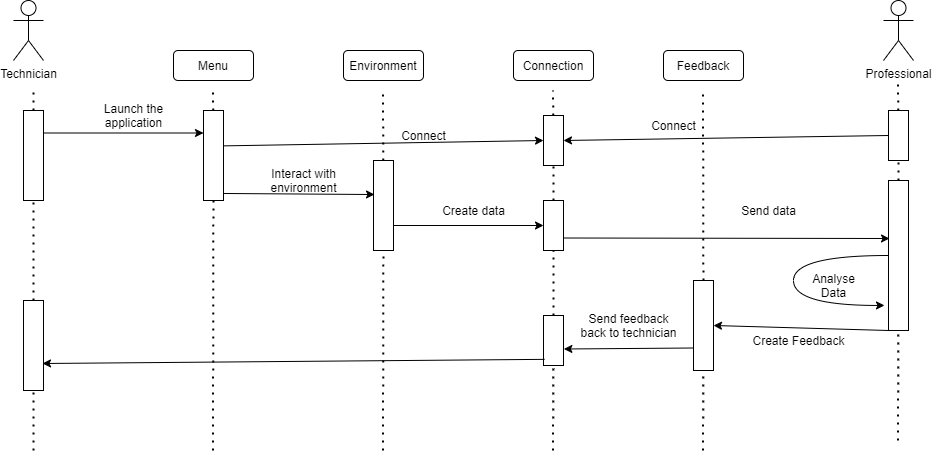 Technician
Menu
Environment
Connection
Feedback
Professional
Launch the
application
Connect
Connect
Interact with
environment
Create data
Send data
Analyse
Data
Send feedback
back to technician
Create Feedback